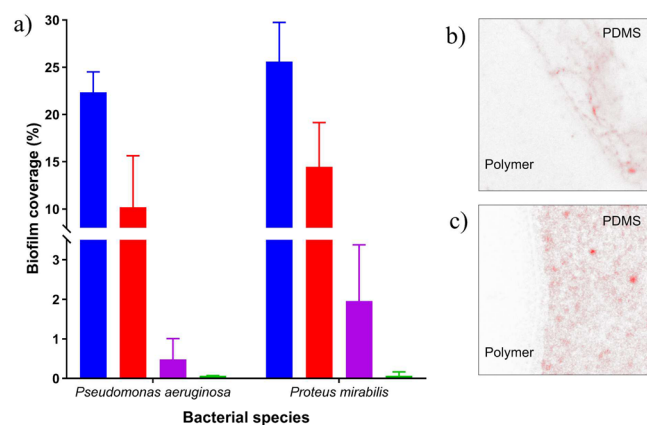 a)
30
25
20
15
10
3
2
1
0
Biofilm coverage (%)
Pseudomonas aeruginosa
Proteus mirabilis
Bacterial species
b)
PDMS
Polymer
c)
PDMS
Polymer